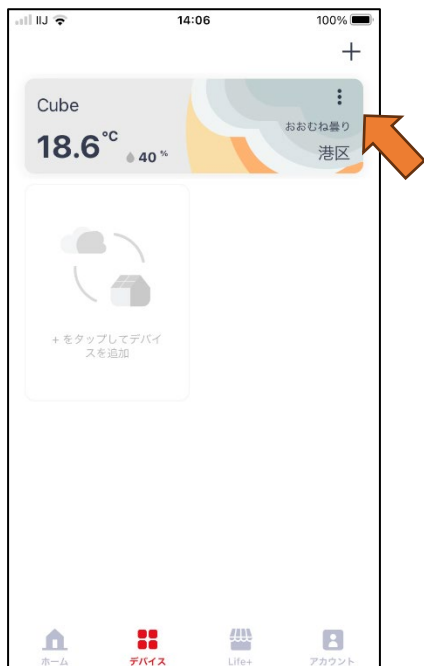 IIJ 14:06 100%
+
Cube
18.6℃ 40 %
おおむね曇り
港区
+ をタップしてデバイ
スを追加
ホーム デバイス Life+ アカウント